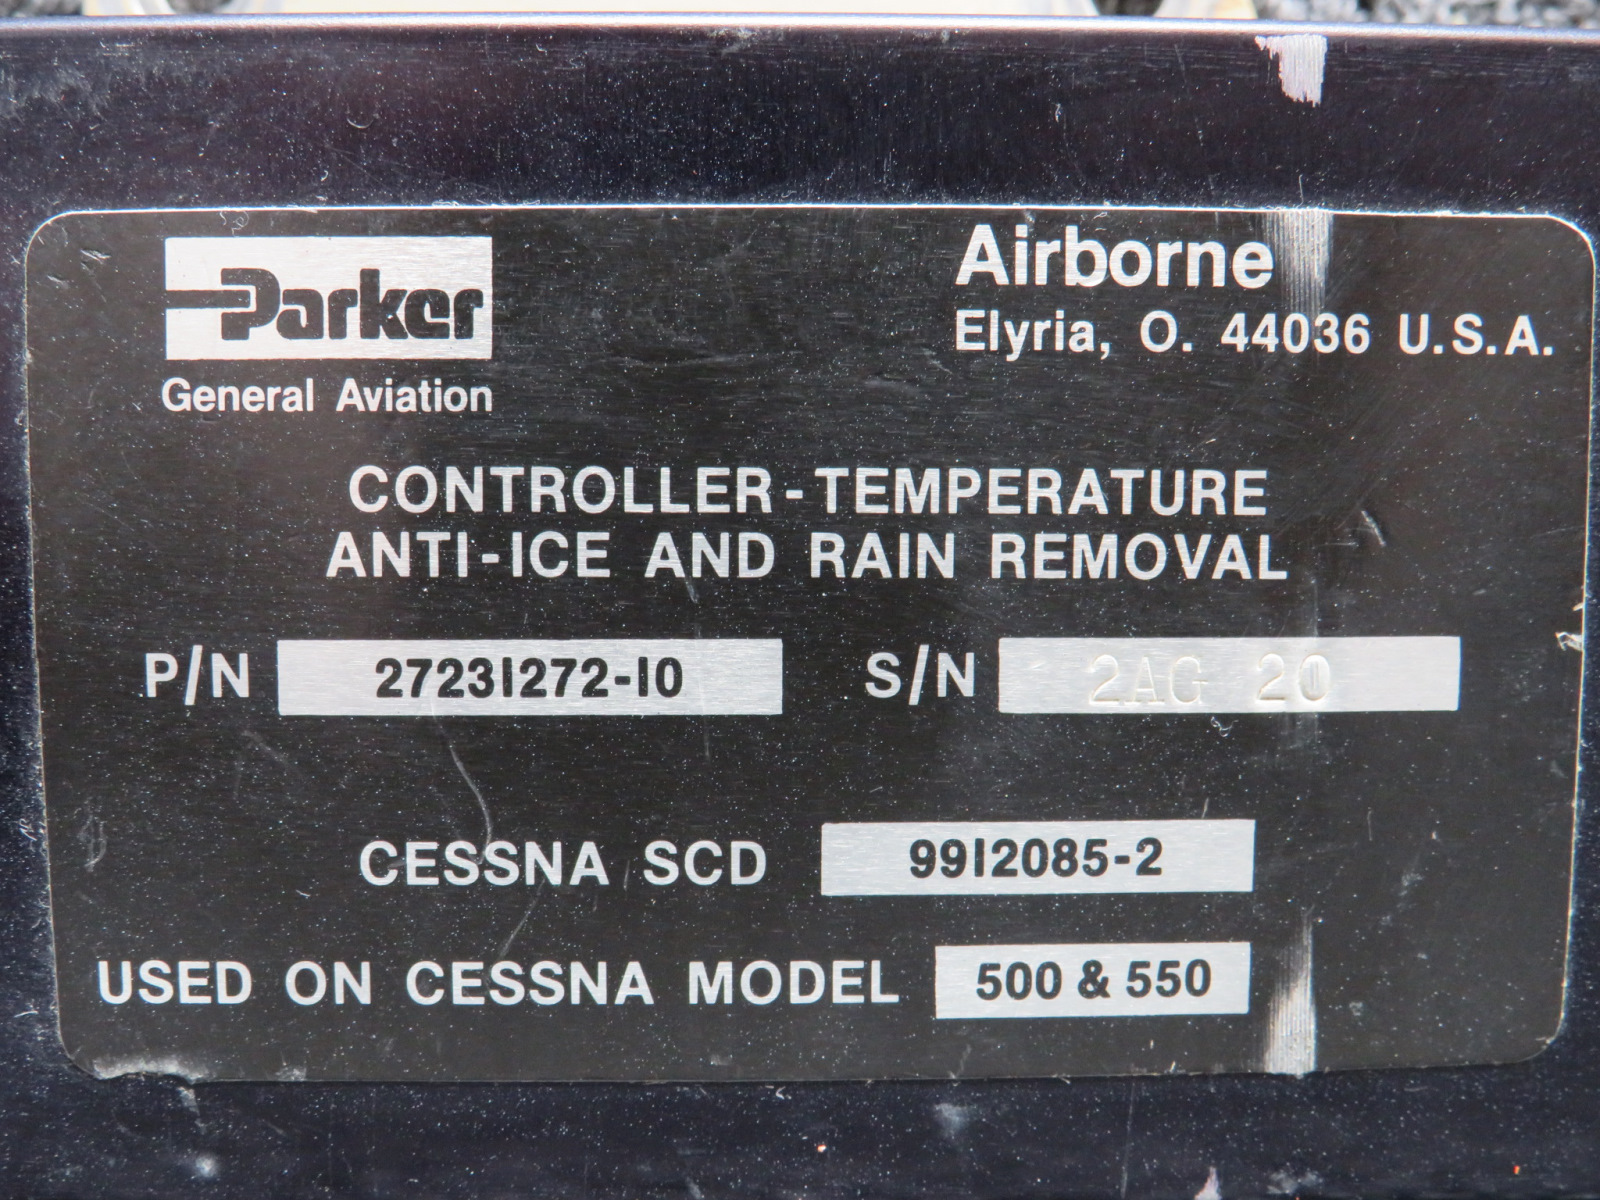 Parker
General Aviation
Airborne
Elyria, O. 44036 U.S.A.
CONTROLLER-TEMPERATURE
ANTI-ICE AND RAIN REMOVAL
P/N 27231272-10 S/N 2AG 20
CESSNA SCD 9912085-2
USED ON CESSNA MODEL 500 & 550